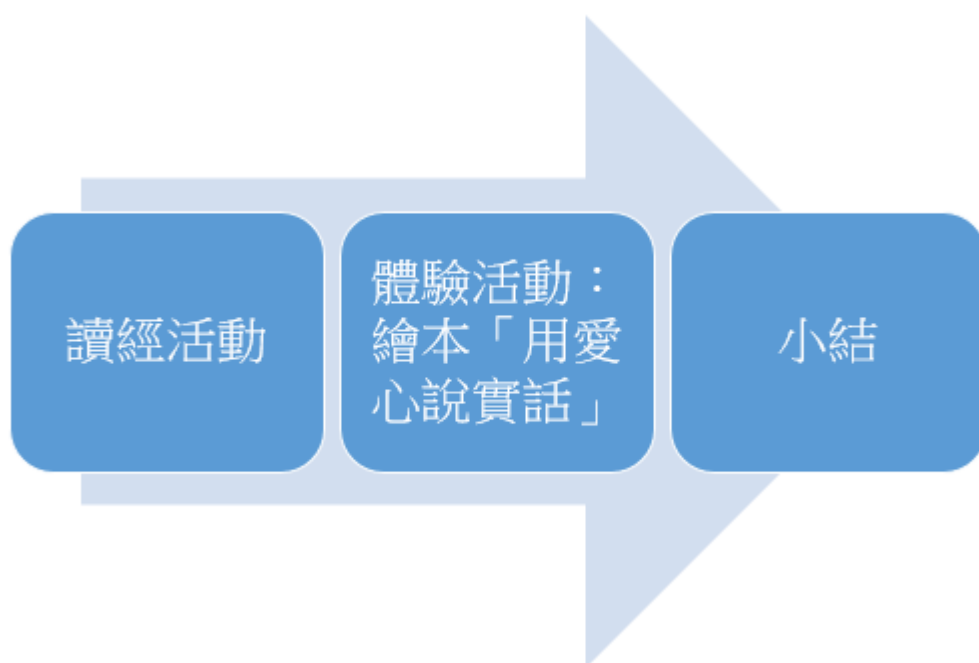 讀經活動
體驗活動：
繪本「用愛
心說實話」
小結